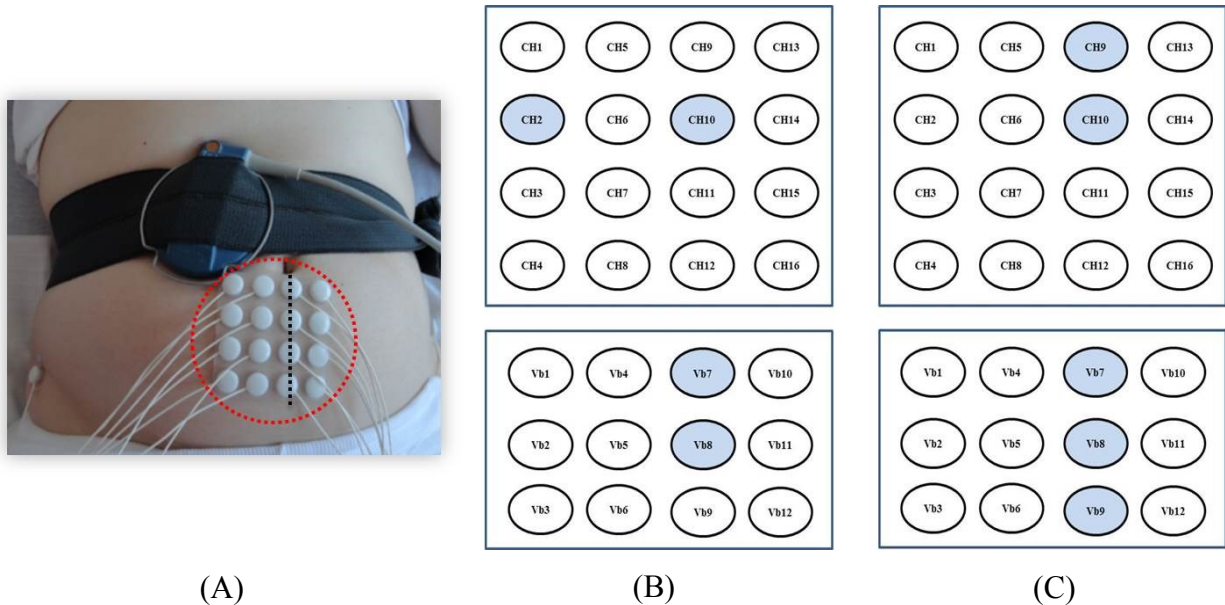 CH1 CH5 CH9 CH13
CH2 CH6 CH10 CH14
CH3 CH7 CH11 CH15
CH4 CH8 CH12 CH16
Vb1 Vb4 Vb7 Vb10
Vb2 Vb5 Vb8 Vb11
Vb3 Vb6 Vb9 Vb12
CH1 CH5 CH9 CH13
CH2 CH6 CH10 CH14
CH3 CH7 CH11 CH15
CH4 CH8 CH12 CH16
Vb1 Vb4 Vb7 Vb10
Vb2 Vb5 Vb8 Vb11
Vb3 Vb6 Vb9 Vb12
(A) (B) (C)